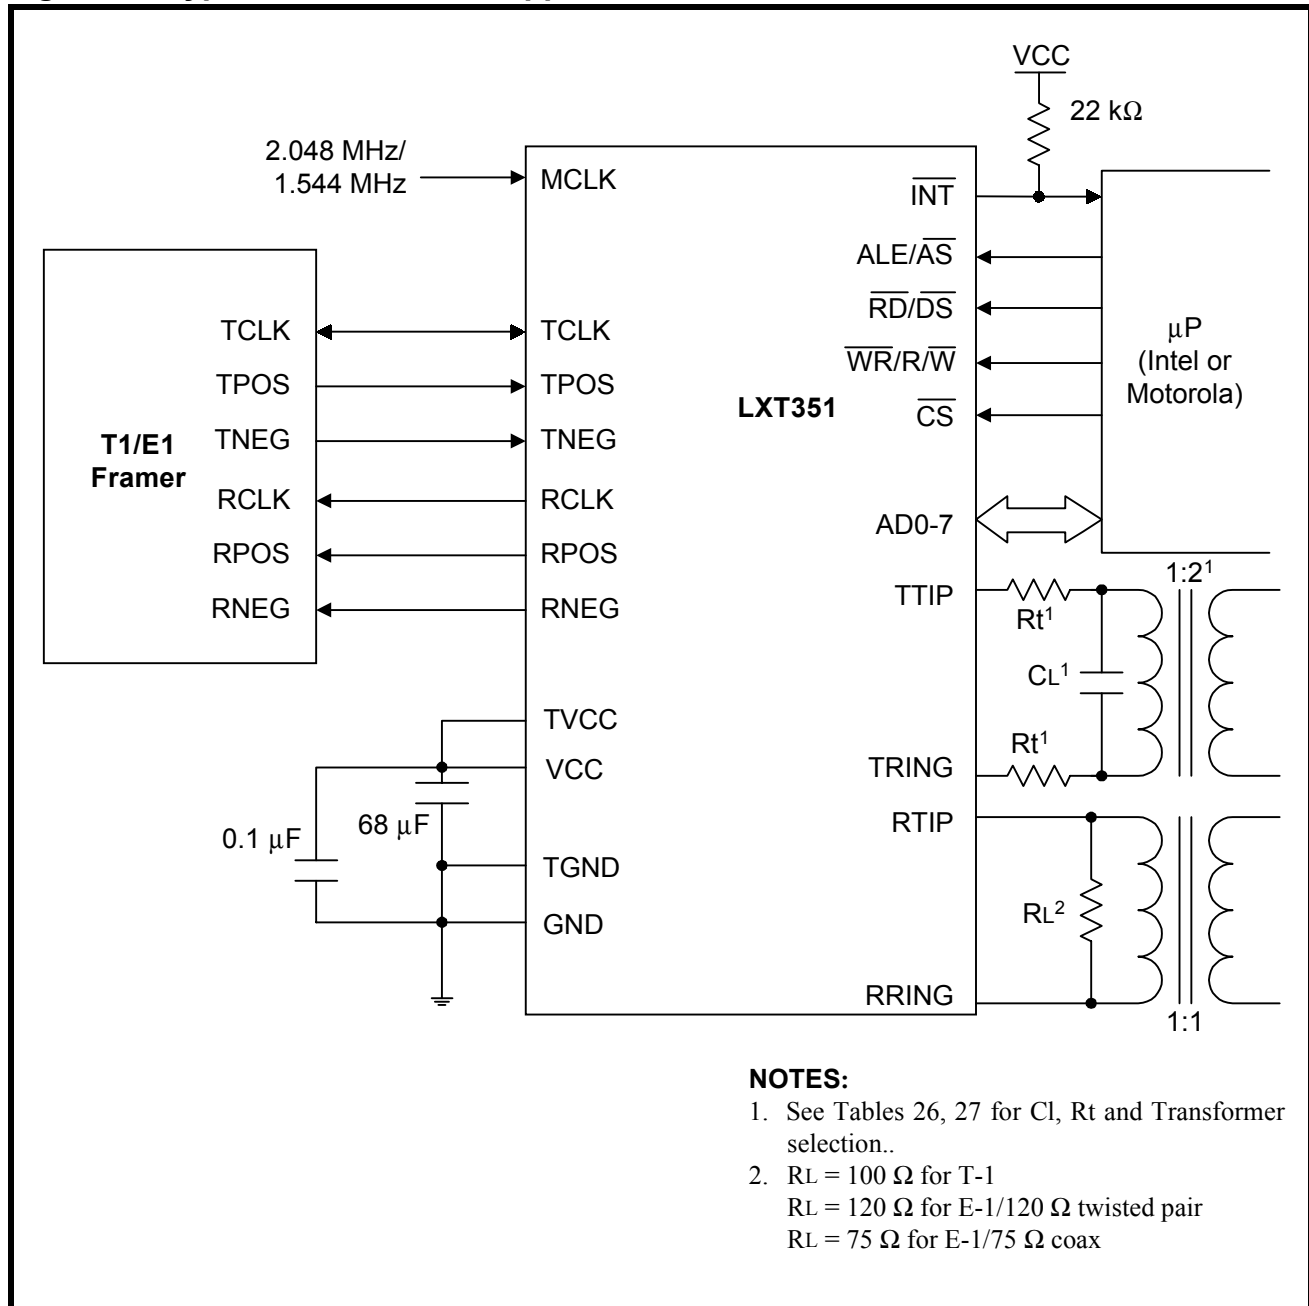 VCC
22 kΩ
2.048 MHz/
1.544 MHz
MCLK
INT
ALE/AS
RD/DS
WR/R/W
CS
AD0-7
μP
(Intel or
Motorola)
LXT351
T1/E1
Framer
TCLK
TPOS
TNEG
RCLK
RPOS
RNEG
TCLK
TPOS
TNEG
RCLK
RPOS
RNEG
TVCC
VCC
TGND
GND
0.1 μF
68 μF
TTIP
TRING
RTIP
RRING
Rt¹
CL¹
Rt¹
1:2¹
RL²
1:1
NOTES:
1. See Tables 26, 27 for Cl, Rt and Transformer
selection..
2. RL = 100 Ω for T-1
RL = 120 Ω for E-1/120 Ω twisted pair
RL = 75 Ω for E-1/75 Ω coax